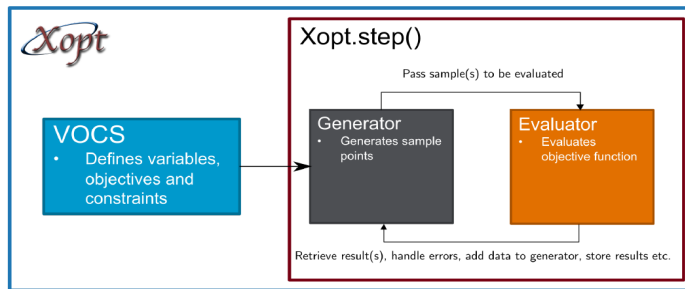 Xopt
Xopt.step()
Pass sample(s) to be evaluated
VOCS
• Defines variables,
objectives and
constraints
Generator
• Generates sample
points
Evaluator
• Evaluates
objective function
Retrieve result(s), handle errors, add data to generator, store results etc.